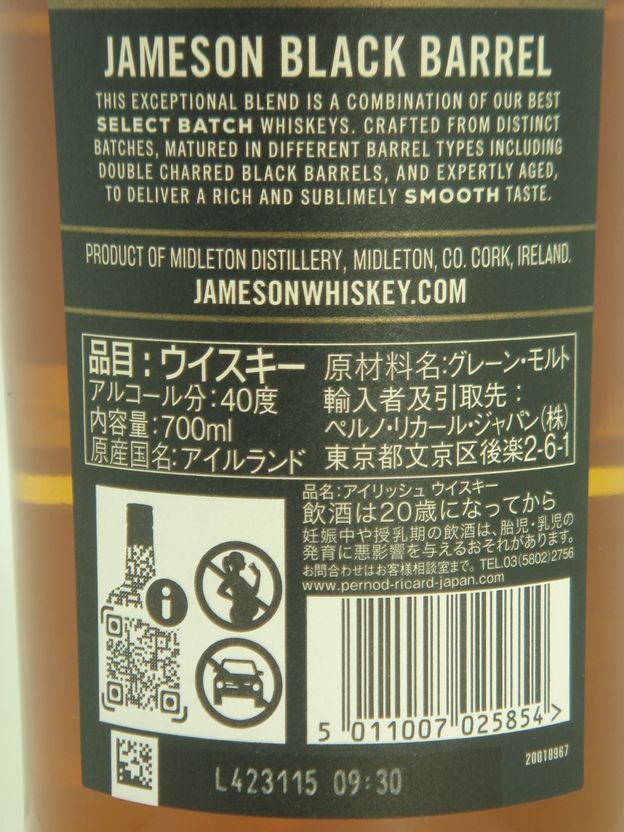 JAMESON BLACK BARREL
THIS EXCEPTIONAL BLEND IS A COMBINATION OF OUR BEST
SELECT BATCH WHISKEYS. CRAFTED FROM DISTINCT
BATCHES, MATURED IN DIFFERENT BARREL TYPES INCLUDING
DOUBLE CHARRED BLACK BARRELS, AND EXPERTLY AGED,
TO DELIVER A RICH AND SUBLIMELY SMOOTH TASTE.
PRODUCT OF MIDLETON DISTILLERY, MIDLETON, CO. CORK, IRELAND.
JAMESONWHISKEY.COM
品目：ウイスキー
アルコール分：40度
内容量：700ml
原産国名：アイルランド
原材料名：グレーン・モルト
輸入者及び引取先：
ペルノ・リカール・ジャパン（株）
東京都文京区後楽2-6-1
品名：アイリッシュ ウイスキー
飲酒は20歳になってから
妊娠中や授乳期の飲酒は、胎児・乳児の
発育に悪影響を与えるおそれがあります。
お問合わせはお客様相談室まで。TEL.03(5802)2756
www.pernod-ricard-japan.com
i
5 011007 025854 >
20018967
L423115 09:30